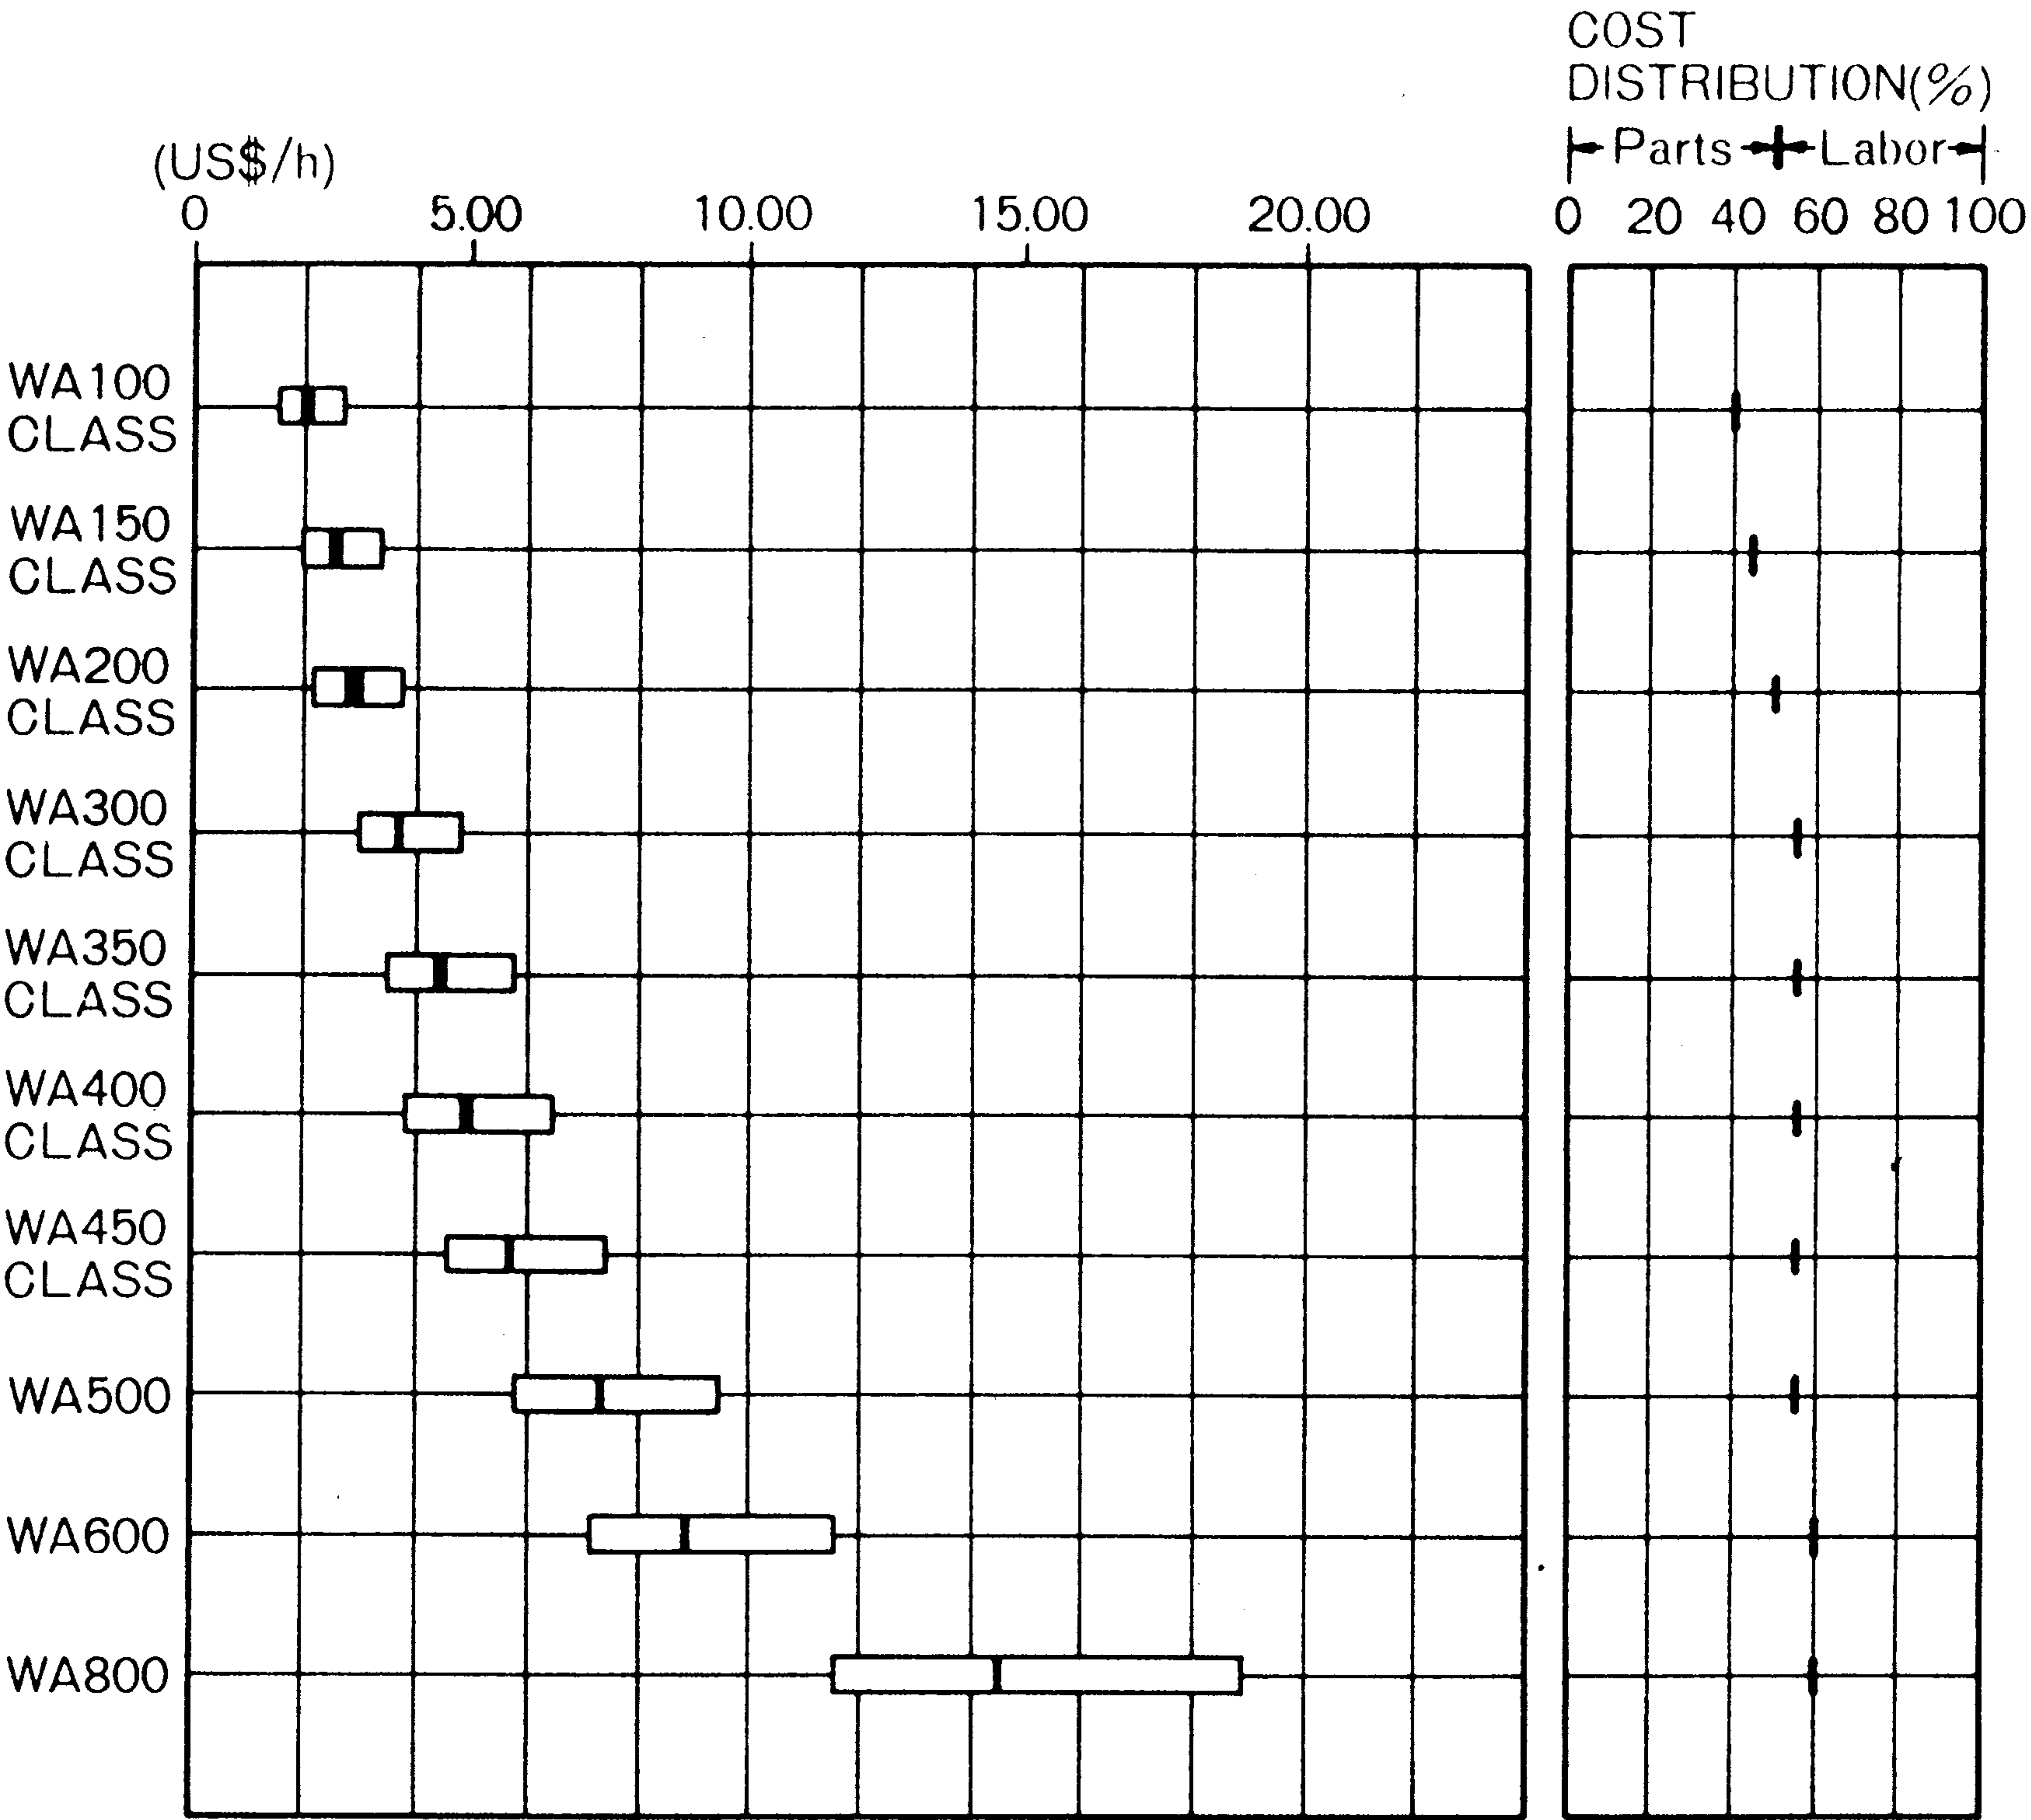 COST
DISTRIBUTION(%)
Parts Labor
(US$/h)
0 5.00 10.00 15.00 20.00 0 20 40 60 80 100
WA100
CLASS
WA150
CLASS
WA200
CLASS
WA300
CLASS
WA350
CLASS
WA400
CLASS
WA450
CLASS
WA500
WA600
WA800